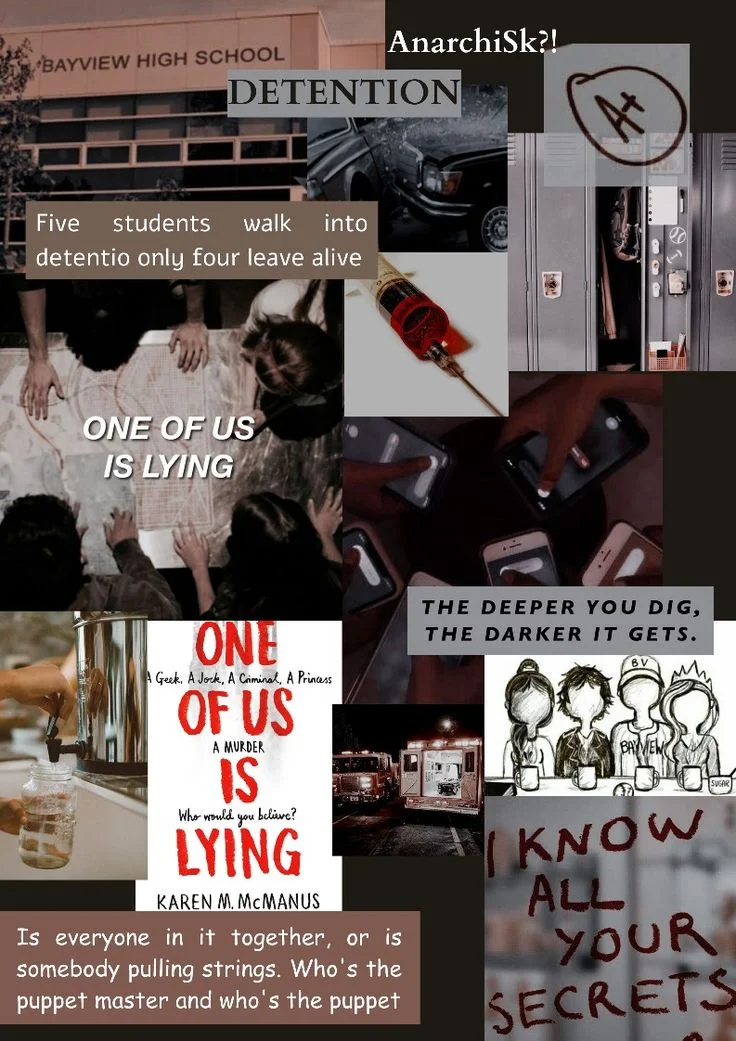 AnarchiSk?!
BAYVIEW HIGH SCHOOL
DETENTION
A+
Five students walk into
detentio only four leave alive
ONE OF US
IS LYING
THE DEEPER YOU DIG,
THE DARKER IT GETS.
ONE
A Geek, A Jock, A Criminal, A Princess
OF US
A MURDER
IS
Who would you believe?
LYING
KAREN M. McMANUS
BV
BAYVIEW
SUGAR
I KNOW
ALL
YOUR
SECRETS
Is everyone in it together, or is
somebody pulling strings. Who's the
puppet master and who's the puppet